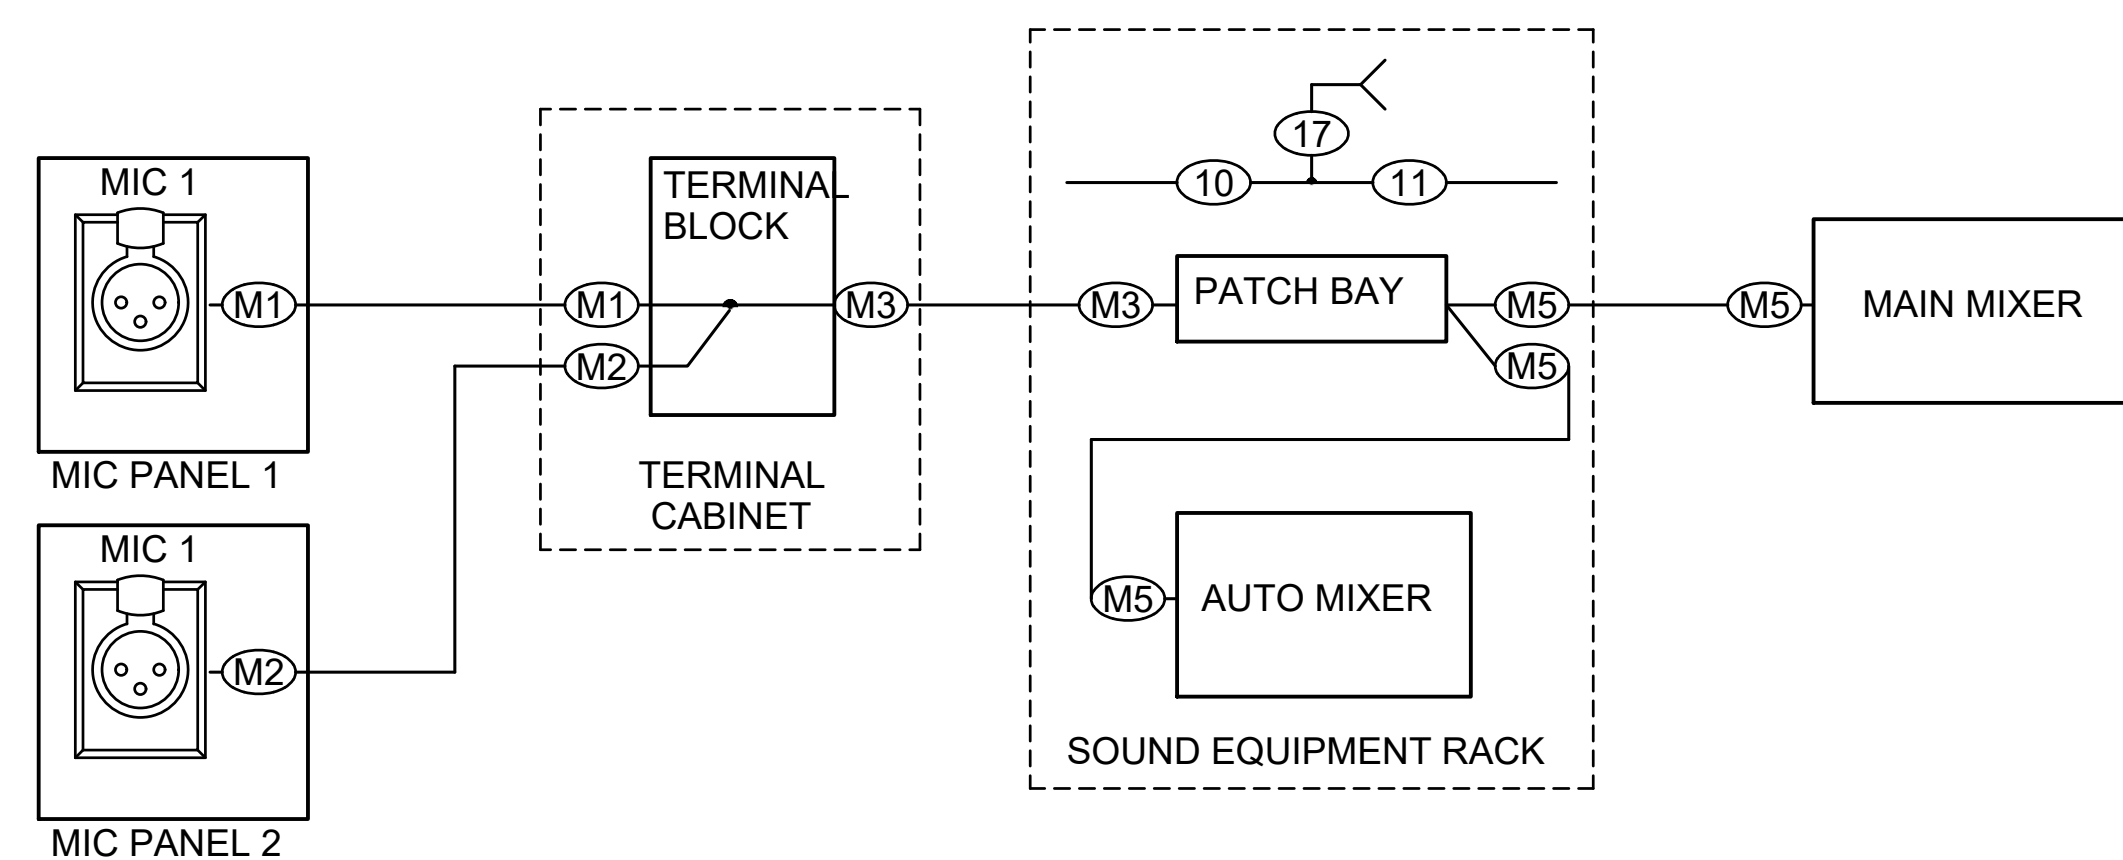 MIC 1
M1
MIC PANEL 1
MIC 1
M2
MIC PANEL 2
TERMINAL
BLOCK
M1
M3
M2
TERMINAL
CABINET
17
10
11
M3
PATCH BAY
M5
M5
M5
AUTO MIXER
SOUND EQUIPMENT RACK
M5
MAIN MIXER